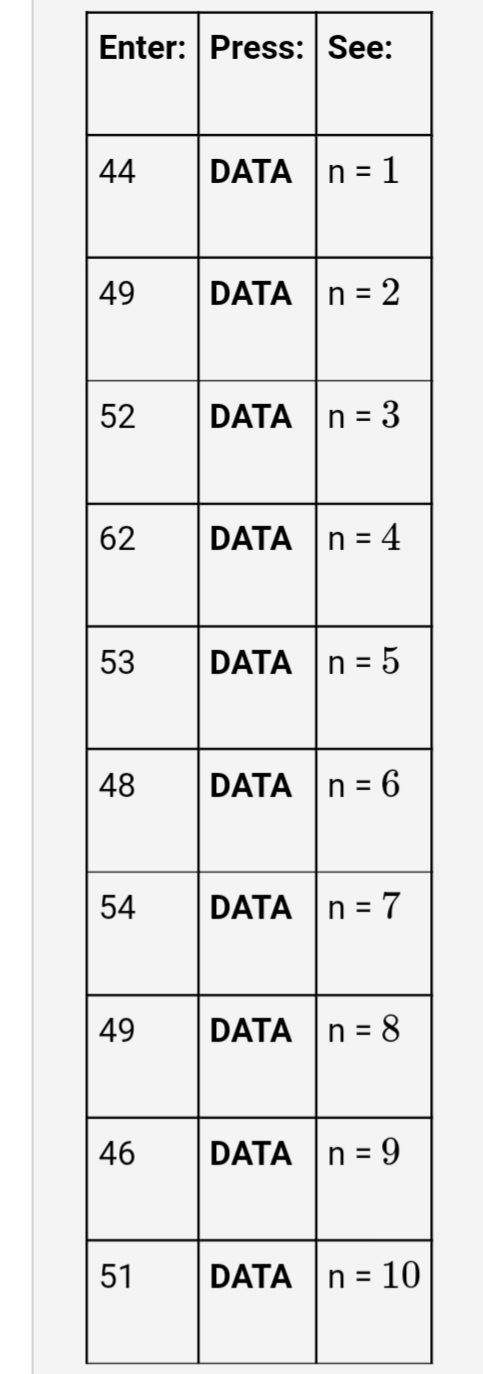 Enter: Press: See:
44 DATA n = 1
49 DATA n = 2
52 DATA n = 3
62 DATA n = 4
53 DATA n = 5
48 DATA n = 6
54 DATA n = 7
49 DATA n = 8
46 DATA n = 9
51 DATA n = 10